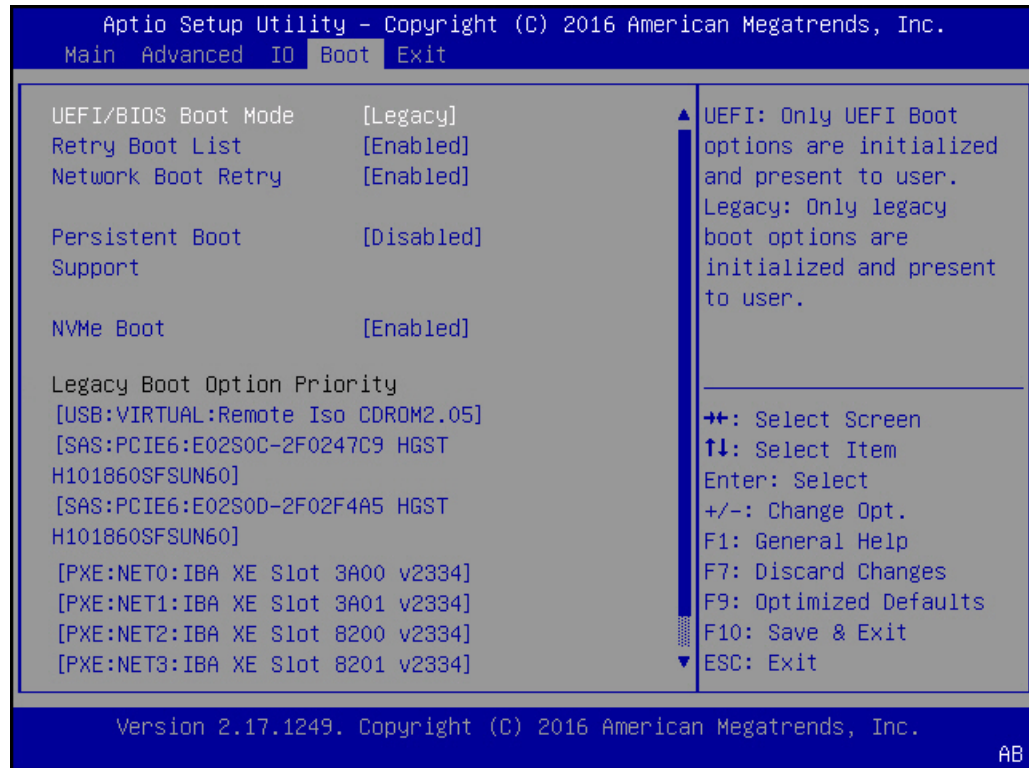 Aptio Setup Utility – Copyright (C) 2016 American Megatrends, Inc.
Main Advanced IO Boot Exit
UEFI/BIOS Boot Mode [Legacy]
Retry Boot List [Enabled]
Network Boot Retry [Enabled]
Persistent Boot [Disabled]
Support
NVMe Boot [Enabled]
Legacy Boot Option Priority
[USB:VIRTUAL:Remote Iso CDROM2.05]
[SAS:PCIE6:E02S0C-2F0247C9 HGST
H101860SFSUN60]
[SAS:PCIE6:E02S0D-2F02F4A5 HGST
H101860SFSUN60]
[PXE:NET0:IBA XE Slot 3A00 v2334]
[PXE:NET1:IBA XE Slot 3A01 v2334]
[PXE:NET2:IBA XE Slot 8200 v2334]
[PXE:NET3:IBA XE Slot 8201 v2334]
UEFI: Only UEFI Boot
options are initialized
and present to user.
Legacy: Only legacy
boot options are
initialized and present
to user.
→←: Select Screen
↑↓: Select Item
Enter: Select
+/-: Change Opt.
F1: General Help
F7: Discard Changes
F9: Optimized Defaults
F10: Save & Exit
ESC: Exit
Version 2.17.1249. Copyright (C) 2016 American Megatrends, Inc.
AB